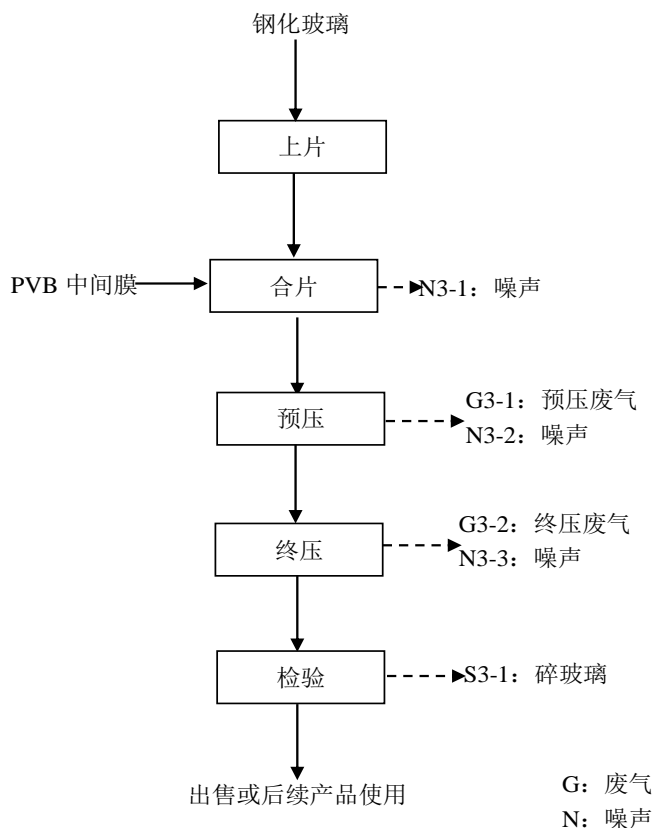 钢化玻璃
上片
PVB 中间膜
合片
N3-1：噪声
预压
G3-1：预压废气
N3-2：噪声
终压
G3-2：终压废气
N3-3：噪声
检验
S3-1：碎玻璃
出售或后续产品使用
G：废气
N：噪声